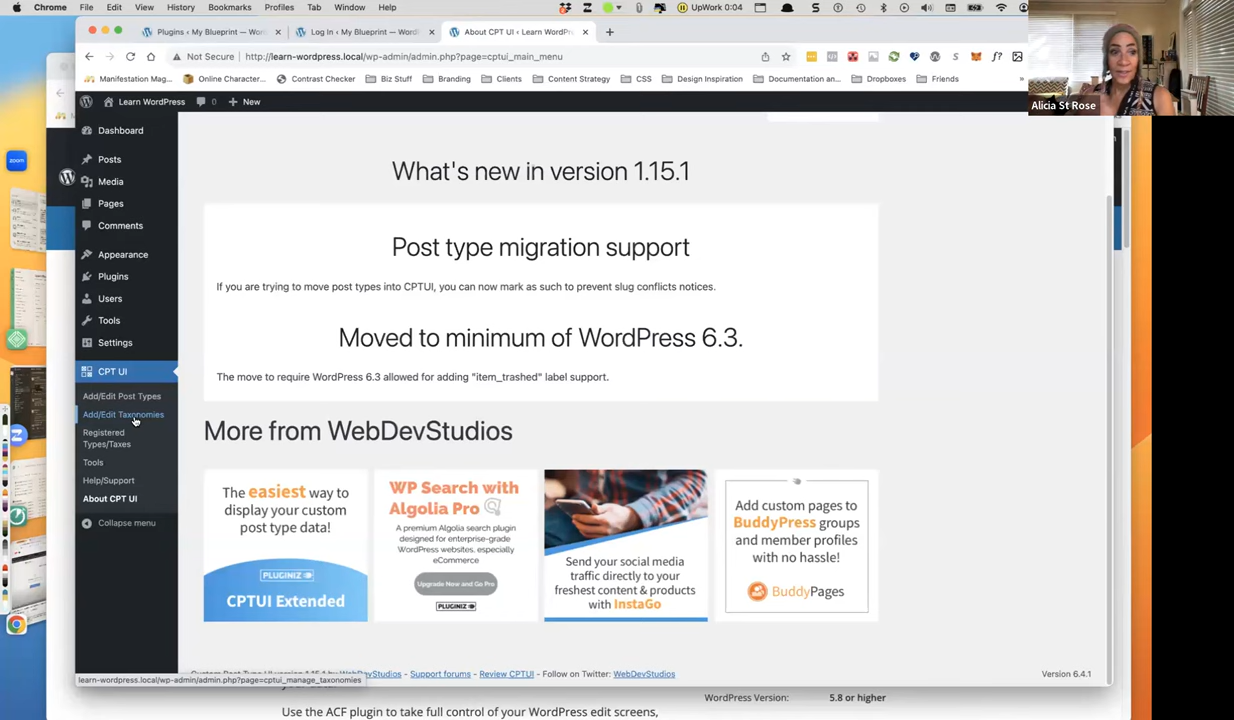 Chrome File Edit View History Bookmarks Profiles Tab Window Help UpWork 0:04
Plugins ‹ My Blueprint — Wor
Log In ‹ My Blueprint — Word
About CPT UI ‹ Learn WordPr
Not Secure http://learn-wordpress.local/wp-admin/admin.php?page=cptui_main_menu
Manifestation Mag... Online Character... Contrast Checker Biz Stuff Branding Clients Content Strategy CSS Design Inspiration Documentation an... Dropboxes Friends »
Alicia St Rose
Learn WordPress 0 New
zoom
Dashboard
Posts
Media
Pages
Comments
Appearance
Plugins
Users
Tools
Settings
CPT UI
Add/Edit Post Types
Add/Edit Taxonomies
Registered
Types/Taxes
Tools
Help/Support
About CPT UI
Collapse menu
What's new in version 1.15.1
Post type migration support
If you are trying to move post types into CPTUI, you can now mark as such to prevent slug conflicts notices.
Moved to minimum of WordPress 6.3.
The move to require WordPress 6.3 allowed for adding "item_trashed" label support.
More from WebDevStudios
The easiest way to
display your custom
post type data!
PLUGINIZ
CPTUI Extended
WP Search with
Algolia Pro
A premium Algolia search plugin
designed for enterprise-grade
WordPress websites, especially
eCommerce
Upgrade Now and Go Pro
PLUGINIZ
Send your social media
traffic directly to your
freshest content & products
with InstaGo
Add custom pages to
BuddyPress groups
and member profiles
with no hassle!
BuddyPages
Custom Post Type UI version 1.15.1 by WebDevStudios Support forums · Review CPTUI · Follow on Twitter: WebDevStudios
Version 6.4.1
learn-wordpress.local/wp-admin/admin.php?page=cptui_manage_taxonomies
WordPress Version: 5.8 or higher
Use the ACF plugin to take full control of your WordPress edit screens,